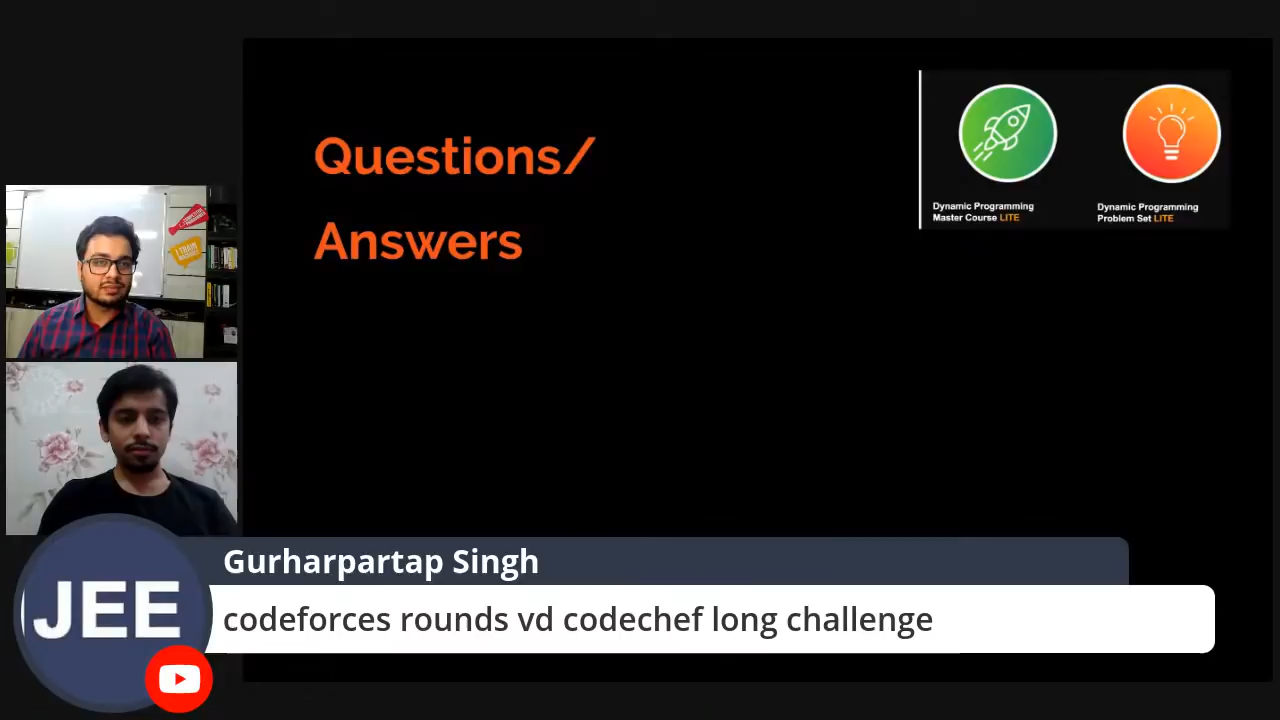 Questions/
Answers
Dynamic Programming
Master Course LITE
Dynamic Programming
Problem Set LITE
JEE
Gurharpartap Singh
codeforces rounds vd codechef long challenge